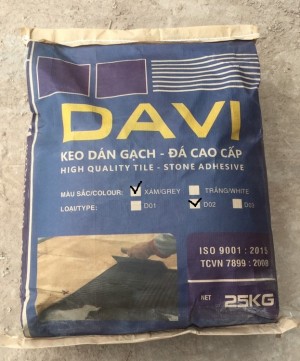 DAVI
KEO DÁN GẠCH - ĐÁ CAO CẤP
HIGH QUALITY TILE - STONE ADHESIVE
MÀU SẮC/COLOUR: XÁM/GREY TRẮNG/WHITE
LOẠI/TYPE: D01 D02 D03
ISO 9001 : 2015
TCVN 7899 : 2008
NET 25KG